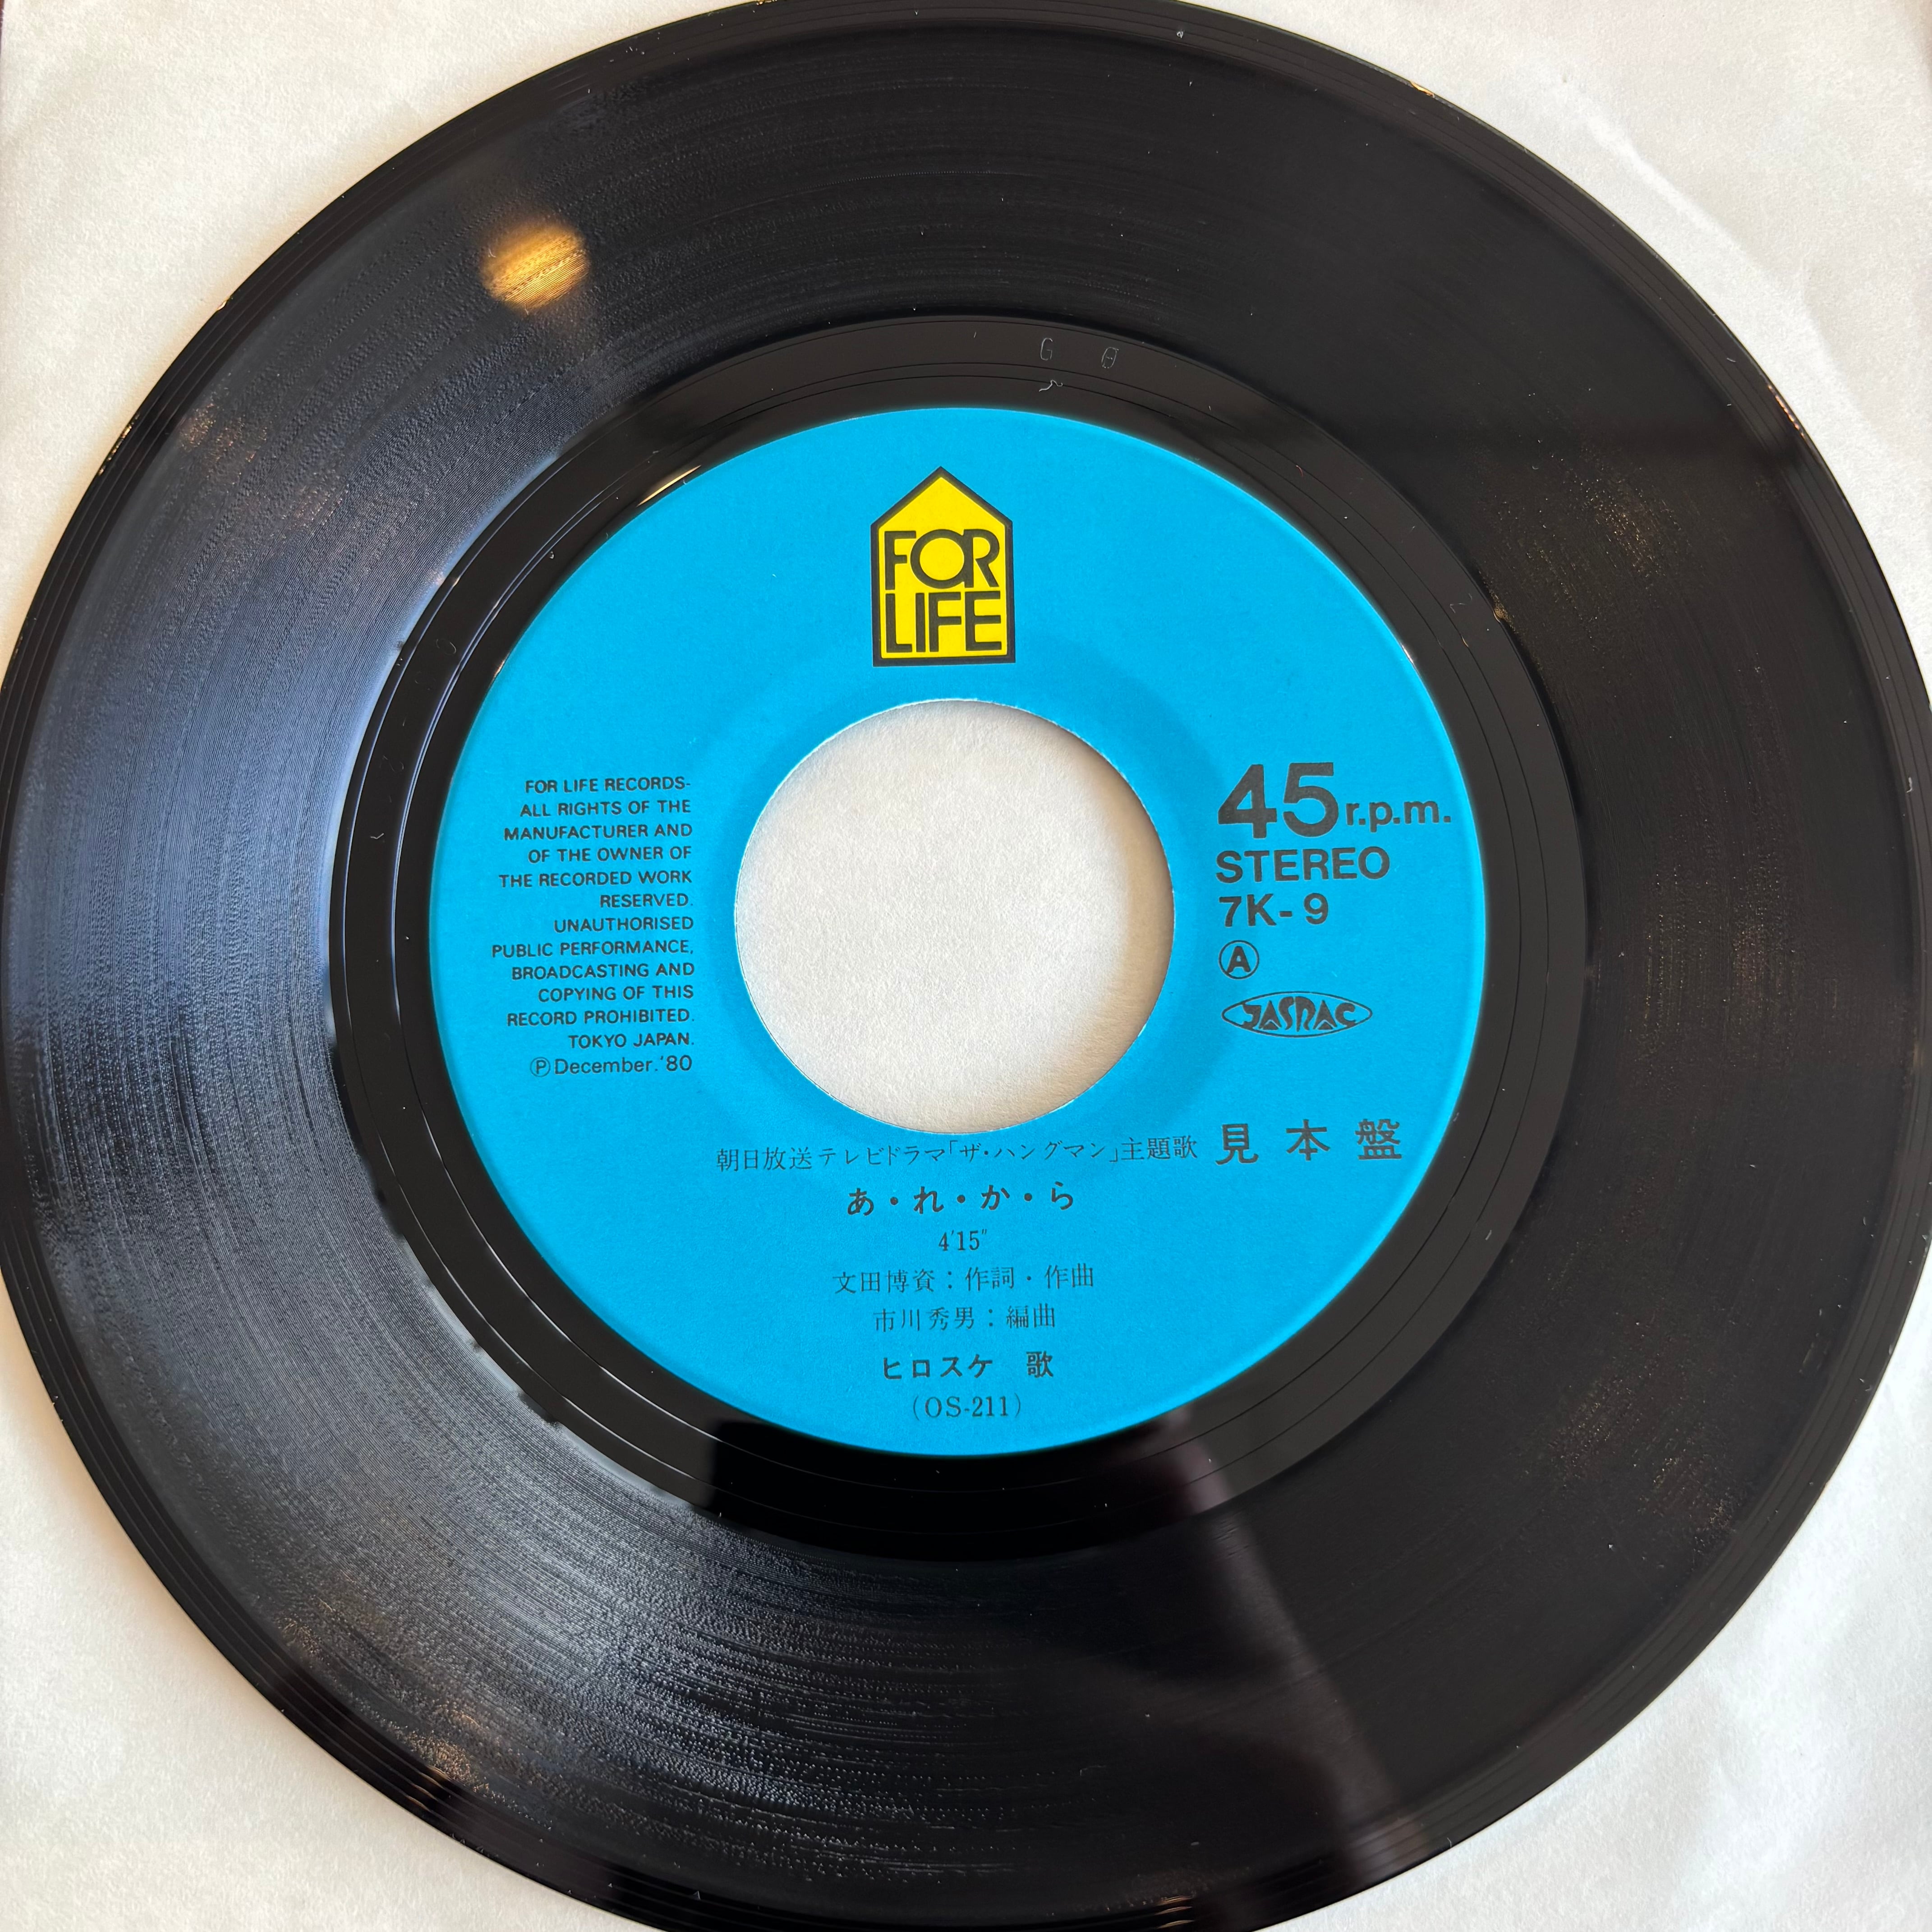 FOR
LIFE
FOR LIFE RECORDS-
ALL RIGHTS OF THE
MANUFACTURER AND
OF THE OWNER OF
THE RECORDED WORK
RESERVED.
UNAUTHORISED
PUBLIC PERFORMANCE,
BROADCASTING AND
COPYING OF THIS
RECORD PROHIBITED.
TOKYO JAPAN.
Ⓟ December.'80
45 r.p.m.
STEREO
7K-9
Ⓐ
JASRAC
見本盤
朝日放送テレビドラマ「ザ・ハングマン」主題歌
あ・れ・か・ら
4'15"
文田博資：作詞・作曲
市川秀男：編曲
ヒロスケ 歌
(OS-211)